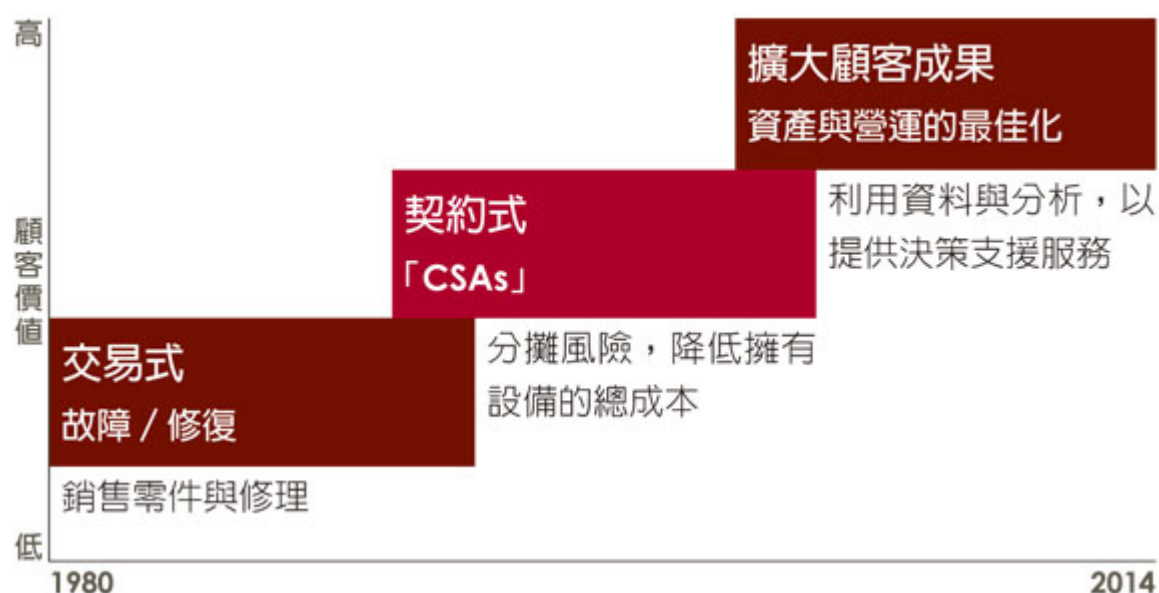 高
擴大顧客成果
資產與營運的最佳化
利用資料與分析，以
提供決策支援服務
契約式
「CSAs」
分攤風險，降低擁有
設備的總成本
顧客價值
交易式
故障 / 修復
銷售零件與修理
低
1980
2014